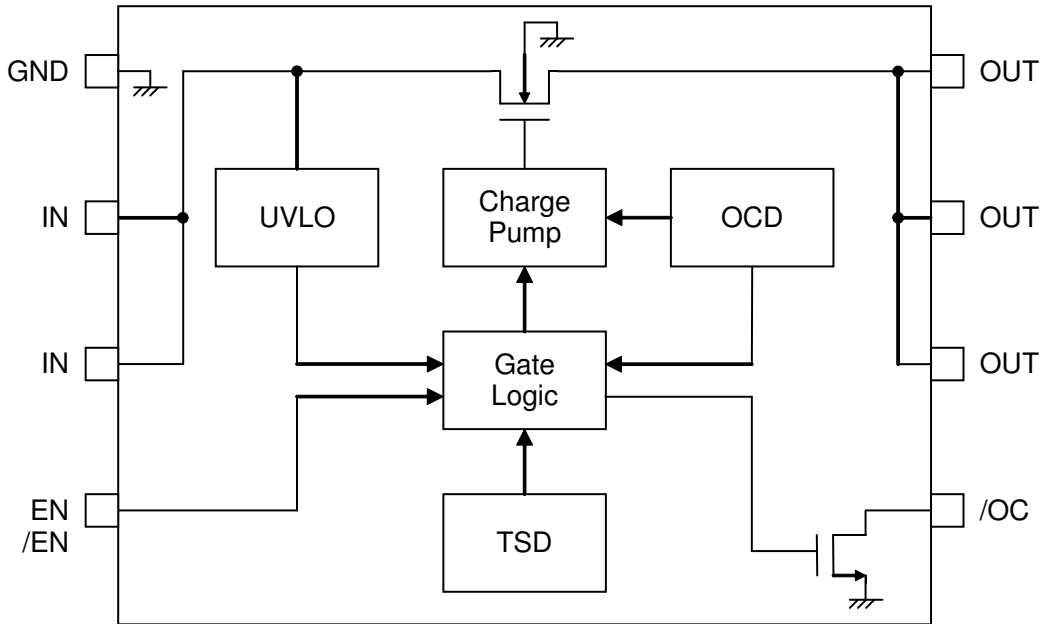 GND
OUT
IN
UVLO
Charge
Pump
OCD
OUT
IN
Gate
Logic
OUT
EN
/EN
TSD
/OC